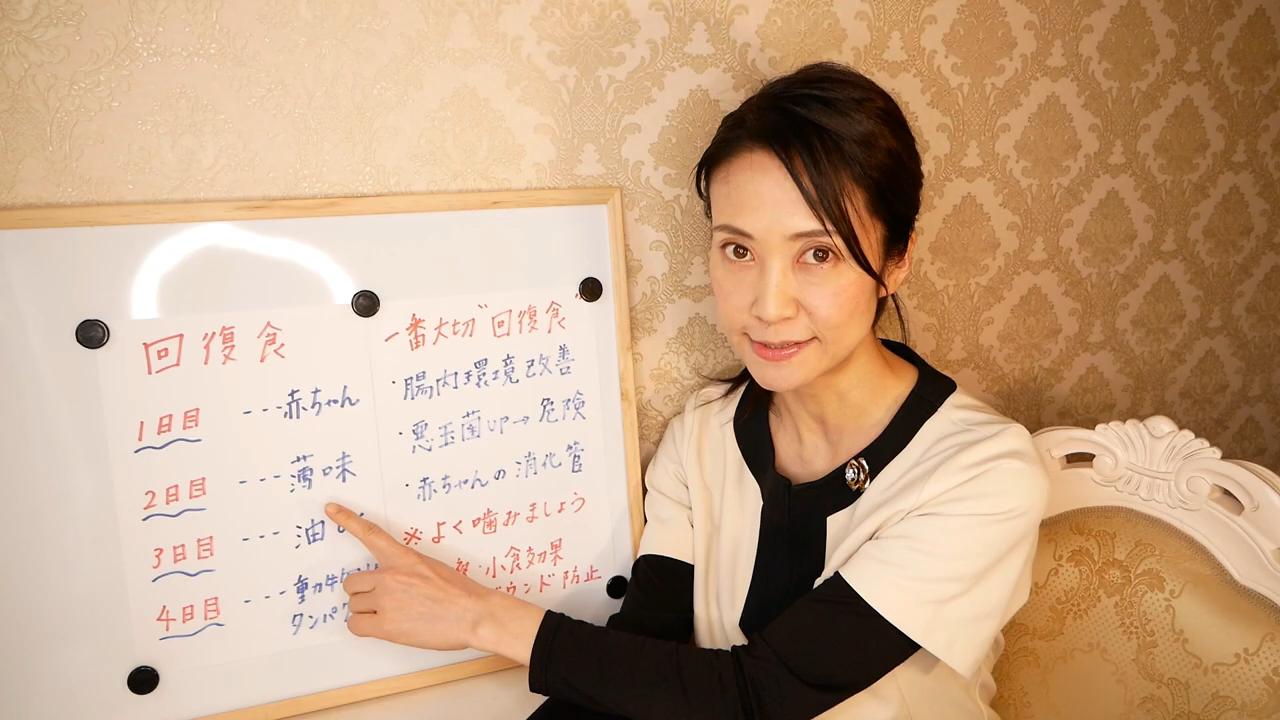 回復食
1日目 ---赤ちゃん
2日目 ---薄味
3日目 ---油
4日目 ---動物
タンパク
一番大切"回復食"
・腸内環境改善
・悪玉菌UP→危険
・赤ちゃんの消化管
※よく噛みましょう
・小食効果
バウンド防止